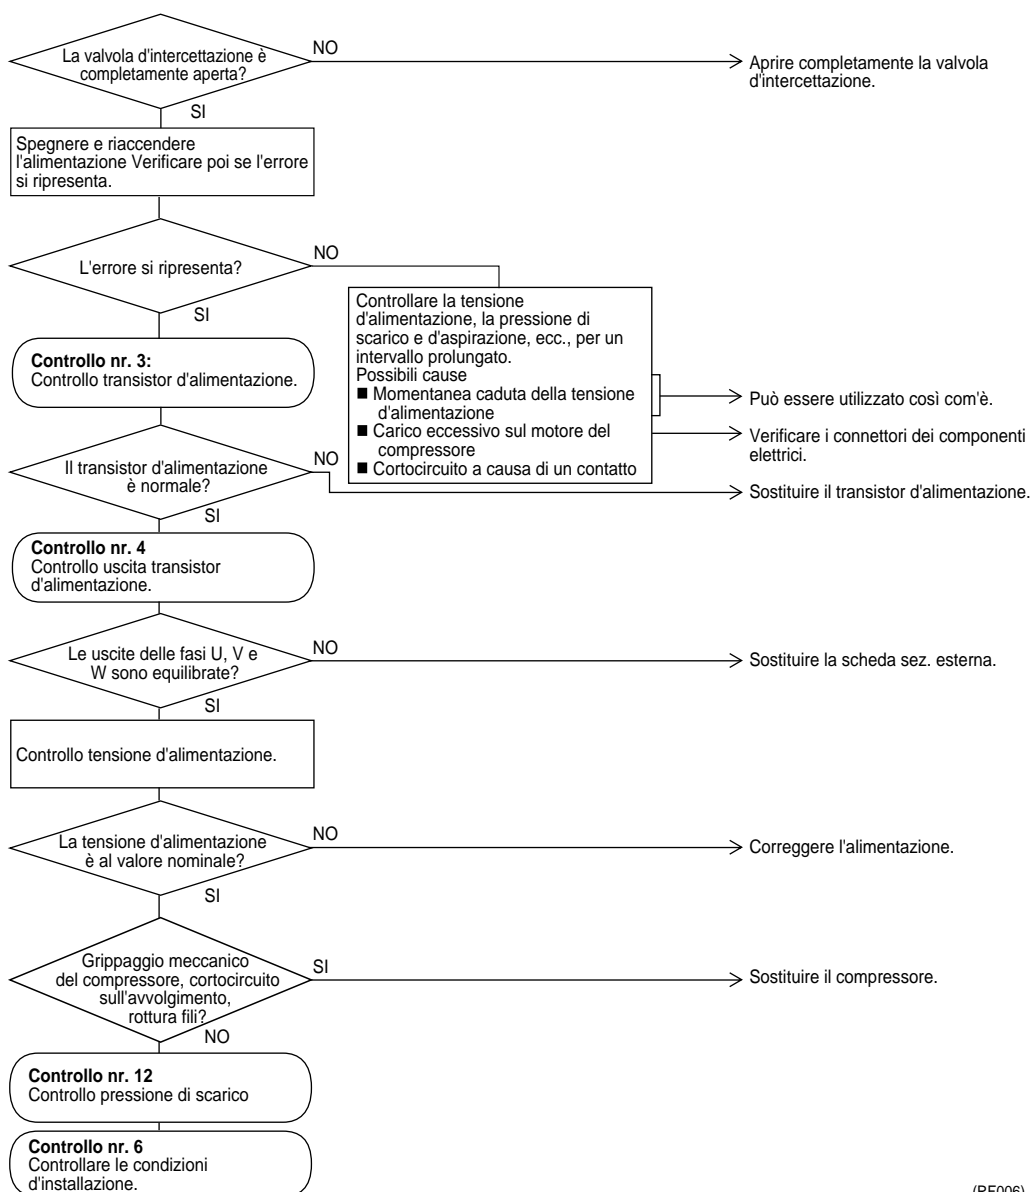 La valvola d'intercettazione è
completamente aperta?
NO
Aprire completamente la valvola
d'intercettazione.
SI
Spegnere e riaccendere
l'alimentazione Verificare poi se l'errore
si ripresenta.
L'errore si ripresenta?
NO
SI
Controllare la tensione
d'alimentazione, la pressione di
scarico e d'aspirazione, ecc., per un
intervallo prolungato.
Possibili cause
■ Momentanea caduta della tensione
d'alimentazione
■ Carico eccessivo sul motore del
compressore
■ Cortocircuito a causa di un contatto
Può essere utilizzato così com'è.
Verificare i connettori dei componenti
elettrici.
Controllo nr. 3:
Controllo transistor d'alimentazione.
Il transistor d'alimentazione
è normale?
NO
Sostituire il transistor d'alimentazione.
SI
Controllo nr. 4
Controllo uscita transistor
d'alimentazione.
Le uscite delle fasi U, V e
W sono equilibrate?
NO
Sostituire la scheda sez. esterna.
SI
Controllo tensione d'alimentazione.
La tensione d'alimentazione
è al valore nominale?
NO
Correggere l'alimentazione.
SI
Grippaggio meccanico
del compressore, cortocircuito
sull'avvolgimento,
rottura fili?
SI
Sostituire il compressore.
NO
Controllo nr. 12
Controllo pressione di scarico
Controllo nr. 6
Controllare le condizioni
d'installazione.
(RF006)